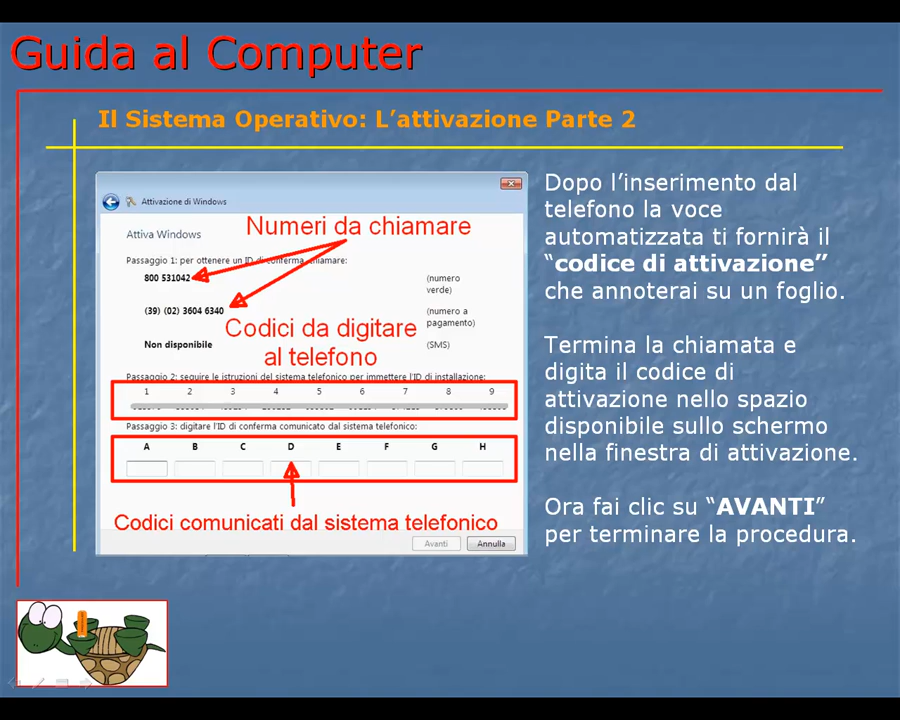 Guida al Computer
Il Sistema Operativo: L’attivazione Parte 2
Attivazione di Windows
Attiva Windows
Numeri da chiamare
Passaggio 1: per ottenere un ID di conferma, chiamare:
800 531042
(numero
verde)
(39) (02) 3604 6340
(numero a
pagamento)
Codici da digitare
al telefono
Non disponibile
(SMS)
Passaggio 2: seguire le istruzioni del sistema telefonico per immettere l'ID di installazione:
1 2 3 4 5 6 7 8 9
Passaggio 3: digitare l'ID di conferma comunicato dal sistema telefonico:
A B C D E F G H
Codici comunicati dal sistema telefonico
Avanti Annulla
Dopo l’inserimento dal
telefono la voce
automatizzata ti fornirà il
“codice di attivazione”
che annoterai su un foglio.
Termina la chiamata e
digita il codice di
attivazione nello spazio
disponibile sullo schermo
nella finestra di attivazione.
Ora fai clic su “AVANTI”
per terminare la procedura.